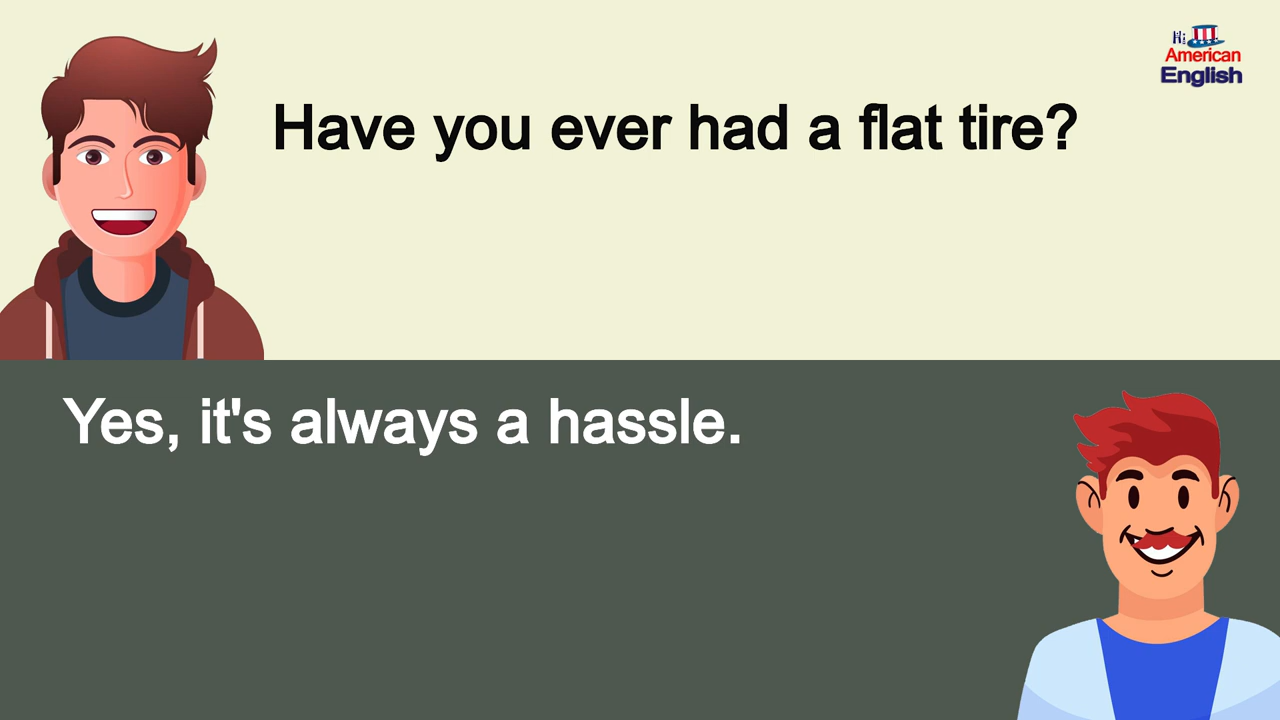 Hi
American
English
Have you ever had a flat tire?
Yes, it's always a hassle.